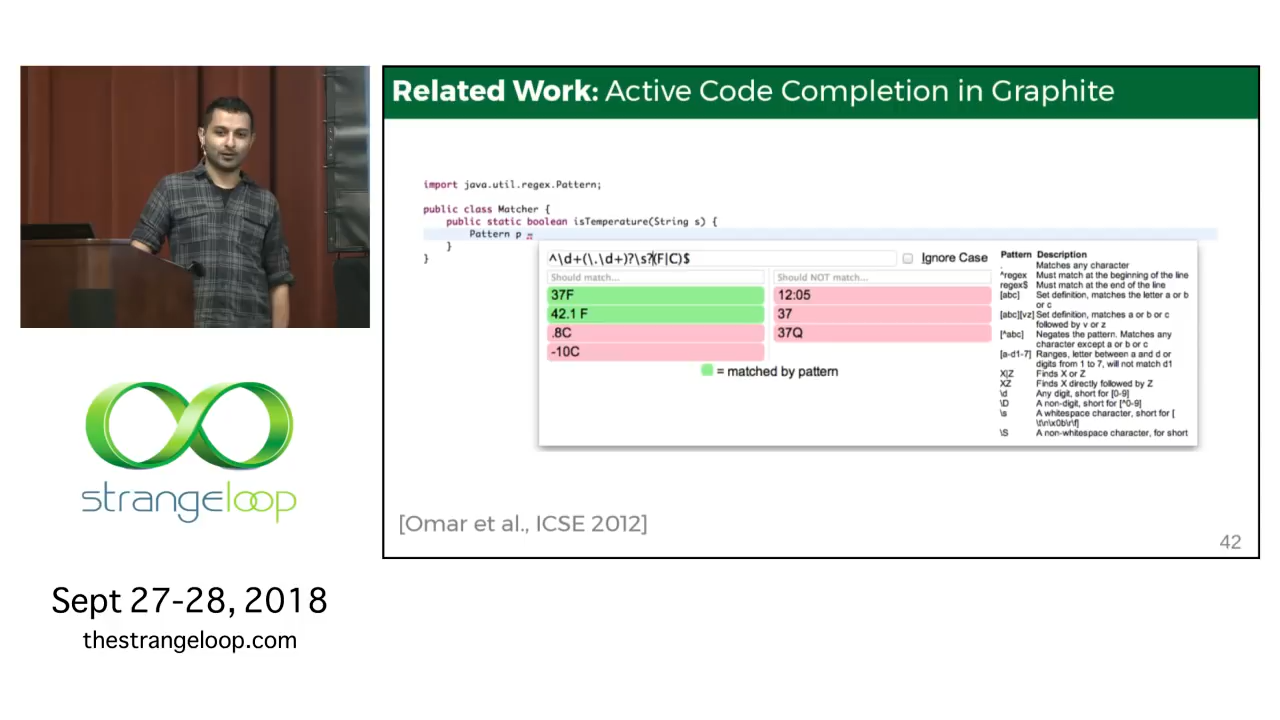 Related Work: Active Code Completion in Graphite
import java.util.regex.Pattern;
public class Matcher {
public static boolean isTemperature(String s) {
Pattern p =
}
}
^\d+(\.\d+)?\s?(F|C)$
Ignore Case
Should match...
Should NOT match...
37F
12:05
42.1 F
37
.8C
37Q
-10C
= matched by pattern
Pattern Description
. Matches any character
^regex Must match at the beginning of the line
regex$ Must match at the end of the line
[abc] Set definition, matches the letter a or b
or c
[abc][vz] Set definition, matches a or b or c
followed by v or z
[^abc] Negates the pattern. Matches any
character except a or b or c
[a-d1-7] Ranges, letter between a and d or
digits from 1 to 7, will not match d1
X|Z Finds X or Z
XZ Finds X directly followed by Z
\d Any digit, short for [0-9]
\D A non-digit, short for [^0-9]
\s A whitespace character, short for [
\t\n\x0b\r\f]
\S A non-whitespace character, for short
[Omar et al., ICSE 2012]
42
strangeloop
Sept 27-28, 2018
thestrangeloop.com